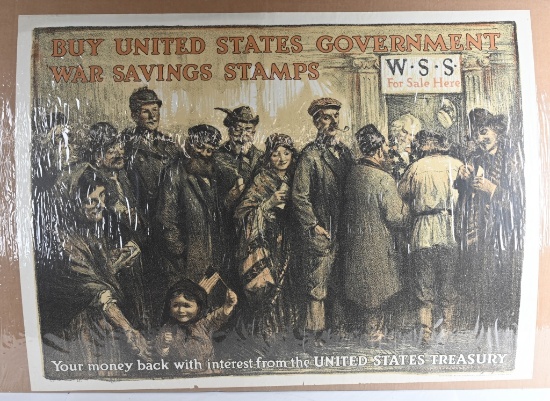 BUY UNITED STATES GOVERNMENT
WAR SAVINGS STAMPS
W·S·S·
For Sale Here
Your money back with interest from the UNITED STATES TREASURY